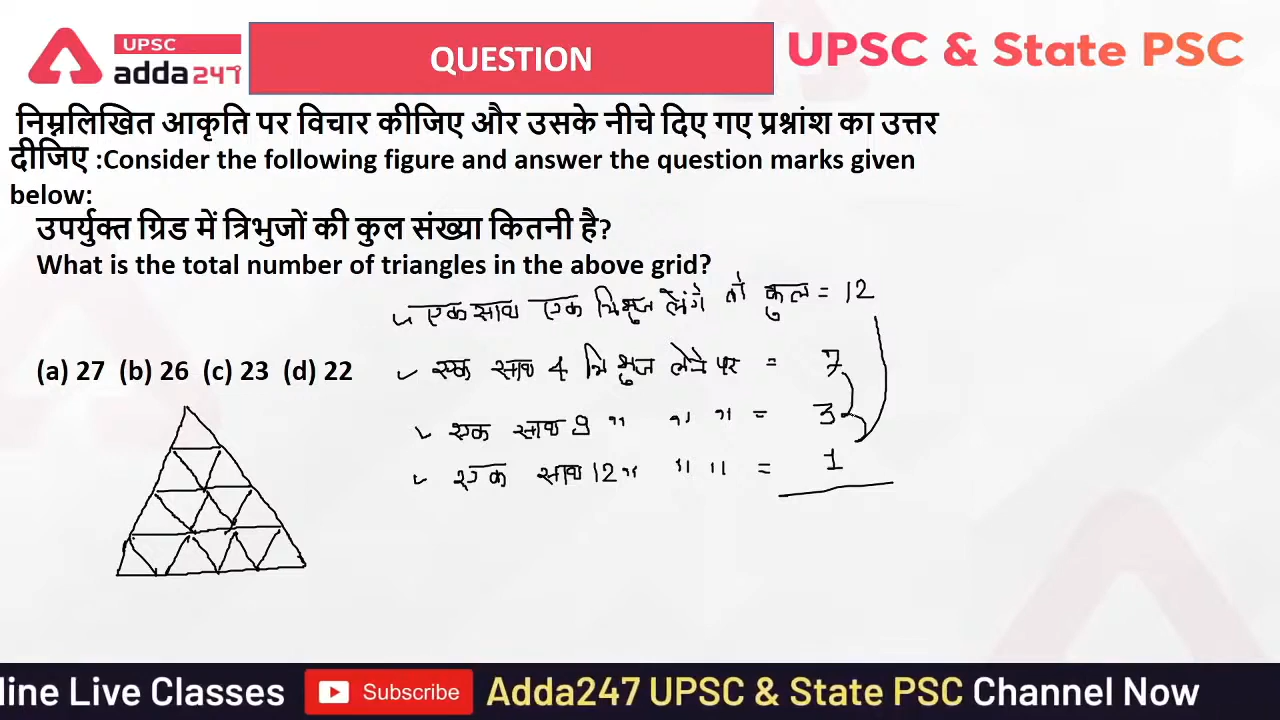 UPSC
adda247
QUESTION
UPSC & State PSC
निम्नलिखित आकृति पर विचार कीजिए और उसके नीचे दिए गए प्रश्नांश का उत्तर
दीजिए :Consider the following figure and answer the question marks given
below:
उपर्युक्त ग्रिड में त्रिभुजों की कुल संख्या कितनी है?
What is the total number of triangles in the above grid?
एक साथ एक त्रिभुज लेंगे तो कुल = 12
(a) 27 (b) 26 (c) 23 (d) 22
एक साथ 4 त्रिभुज लेने पर = 7
एक साथ 9 " " " = 3
एक साथ 12 " " " = 1
line Live Classes
Subscribe
Adda247 UPSC & State PSC Channel Now